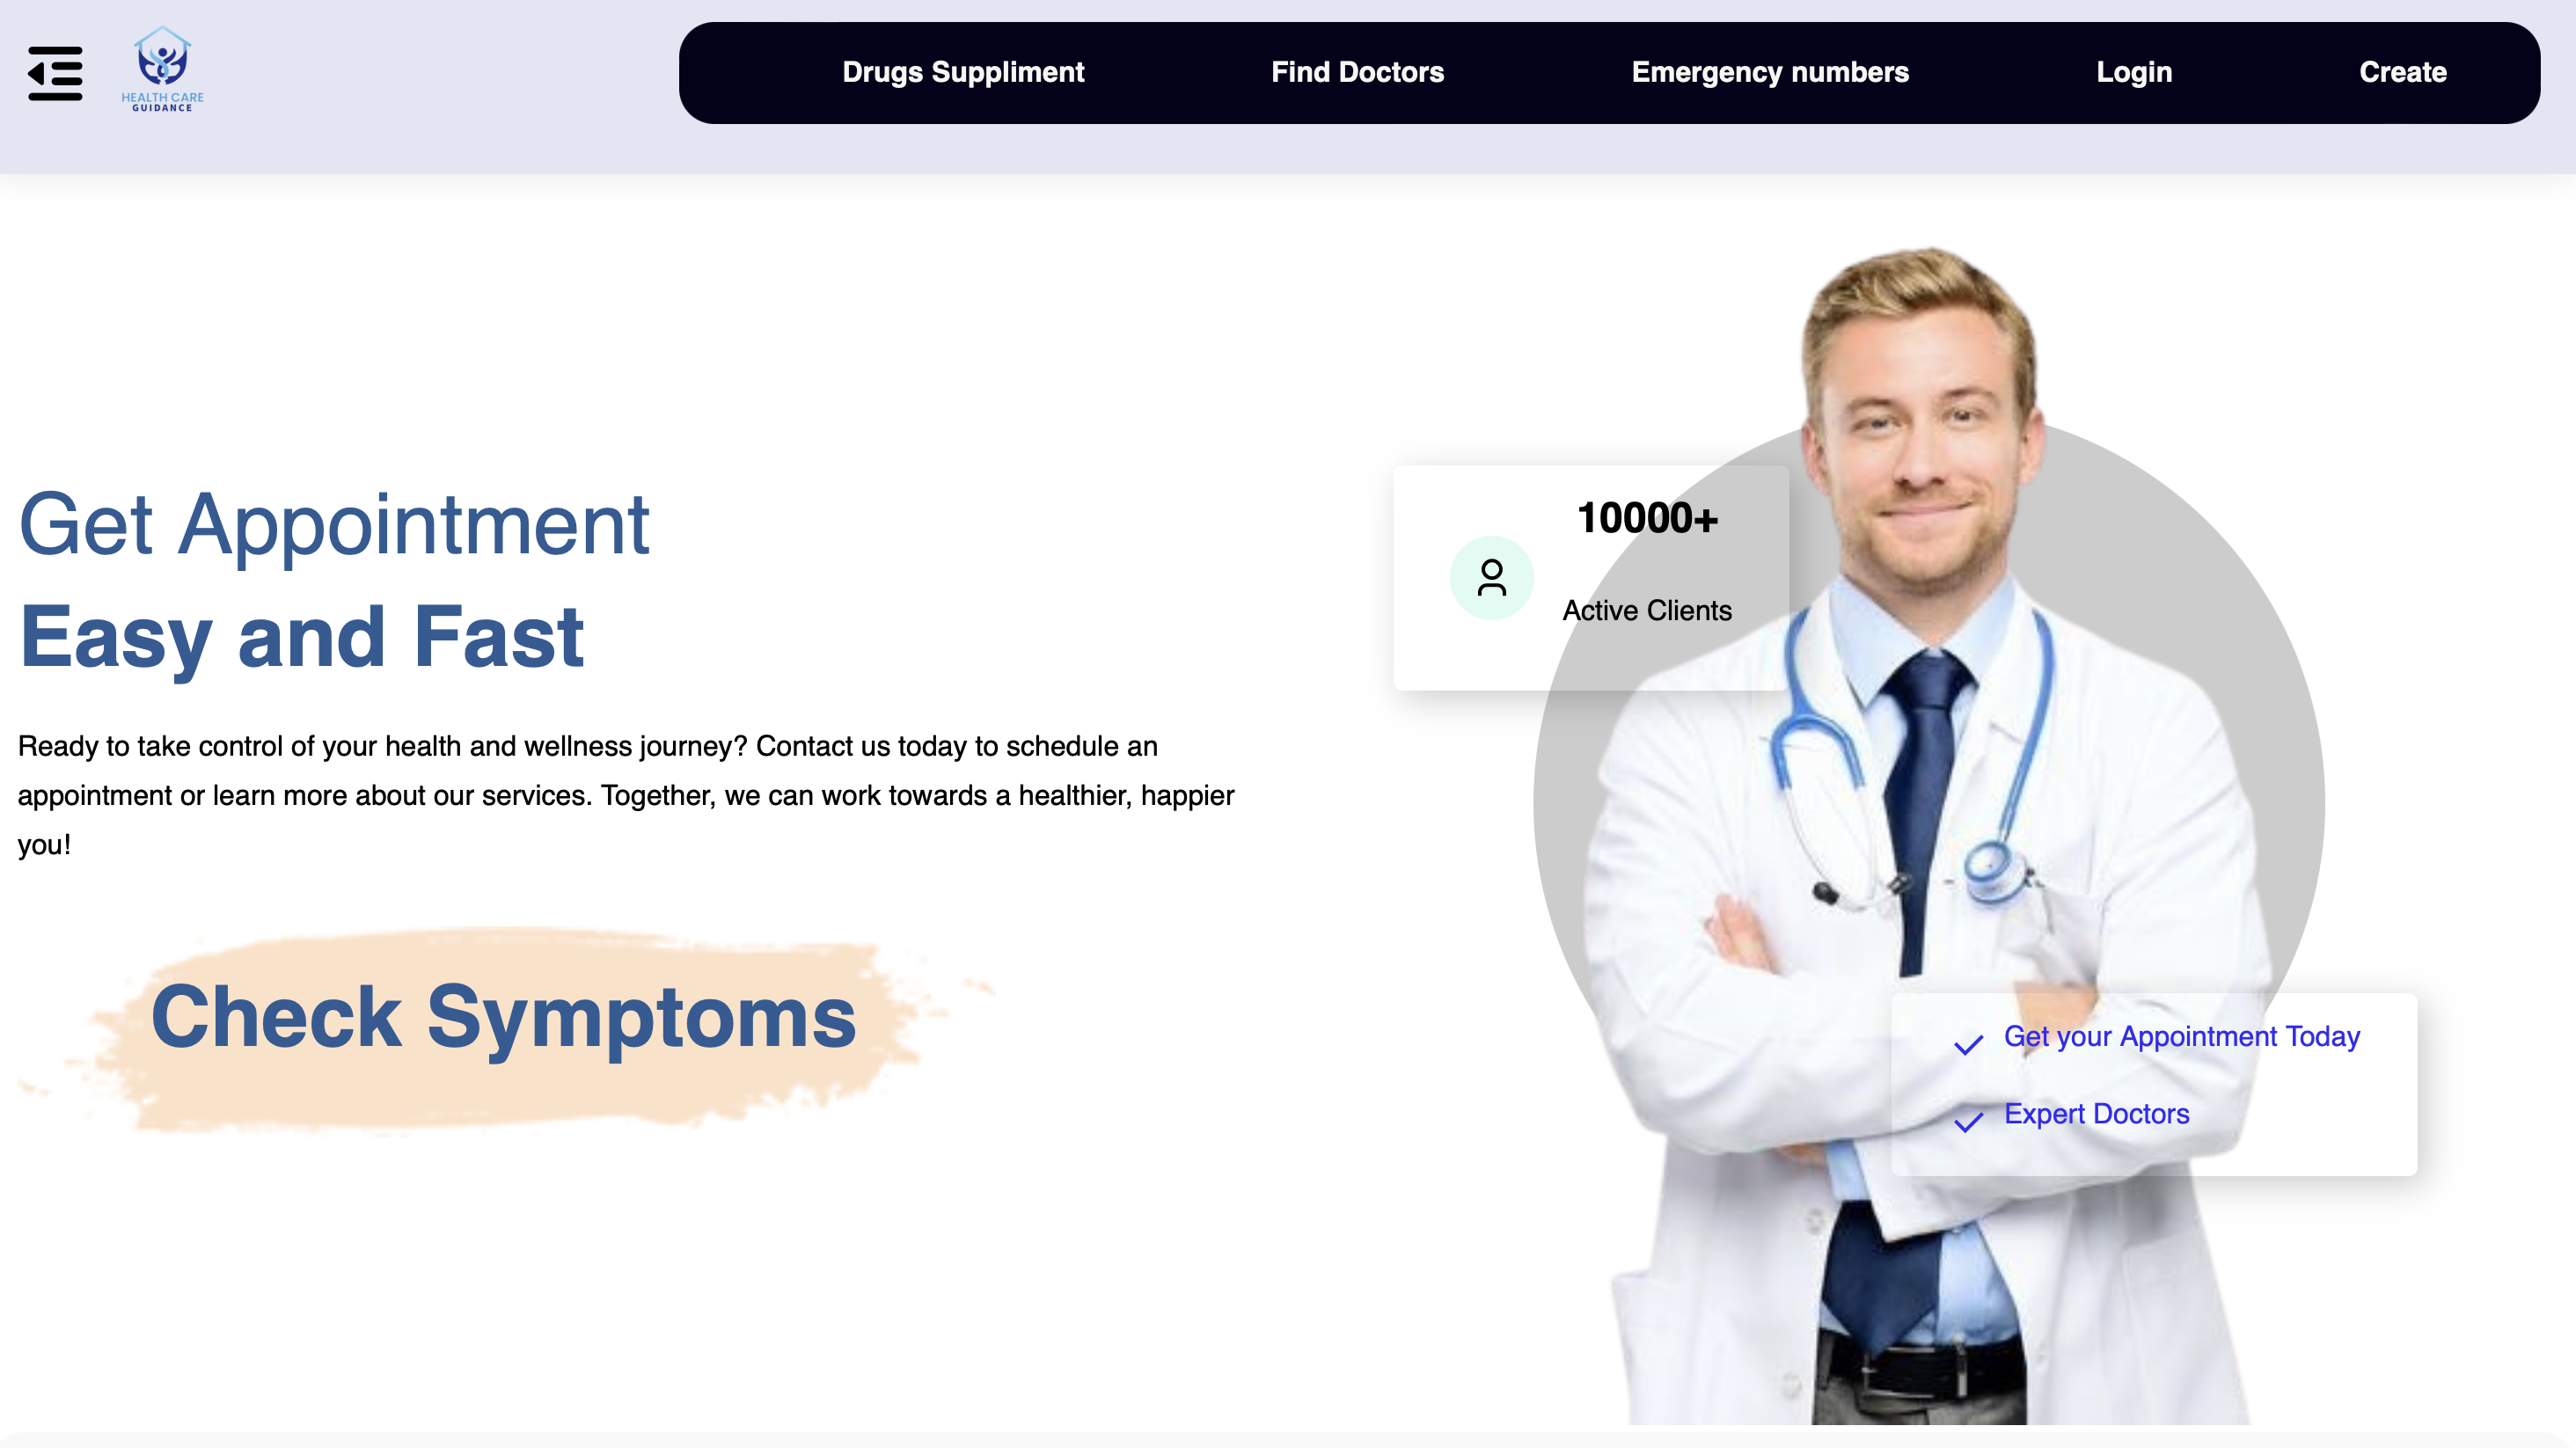 HEALTH CARE
GUIDANCE
Drugs Suppliment
Find Doctors
Emergency numbers
Login
Create
Get Appointment
Easy and Fast
Ready to take control of your health and wellness journey? Contact us today to schedule an
appointment or learn more about our services. Together, we can work towards a healthier, happier
you!
Check Symptoms
10000+
Active Clients
Get your Appointment Today
Expert Doctors